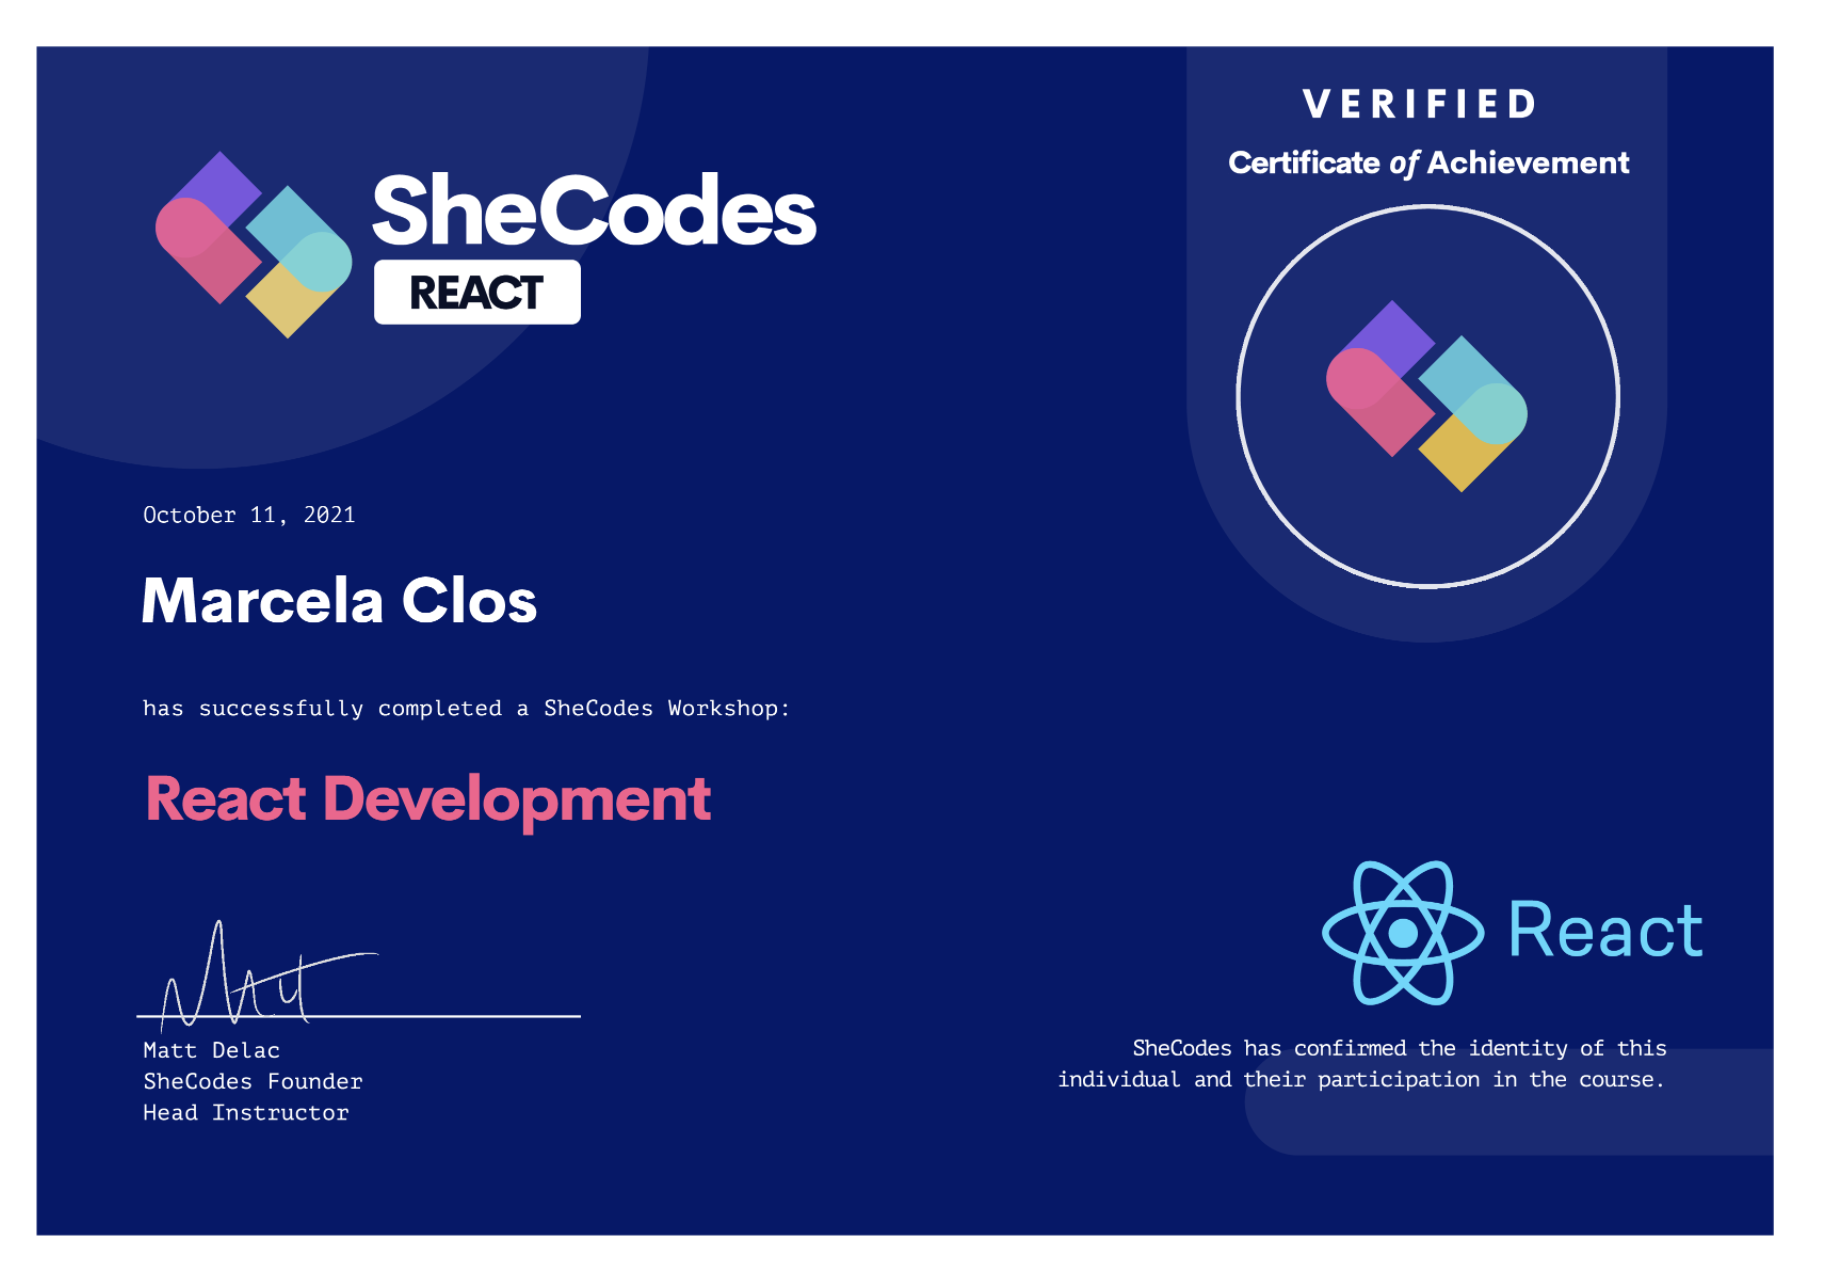 SheCodes
REACT
VERIFIED
Certificate of Achievement
October 11, 2021
Marcela Clos
has successfully completed a SheCodes Workshop:
React Development
Matt
Matt Delac
SheCodes Founder
Head Instructor
React
SheCodes has confirmed the identity of this
individual and their participation in the course.